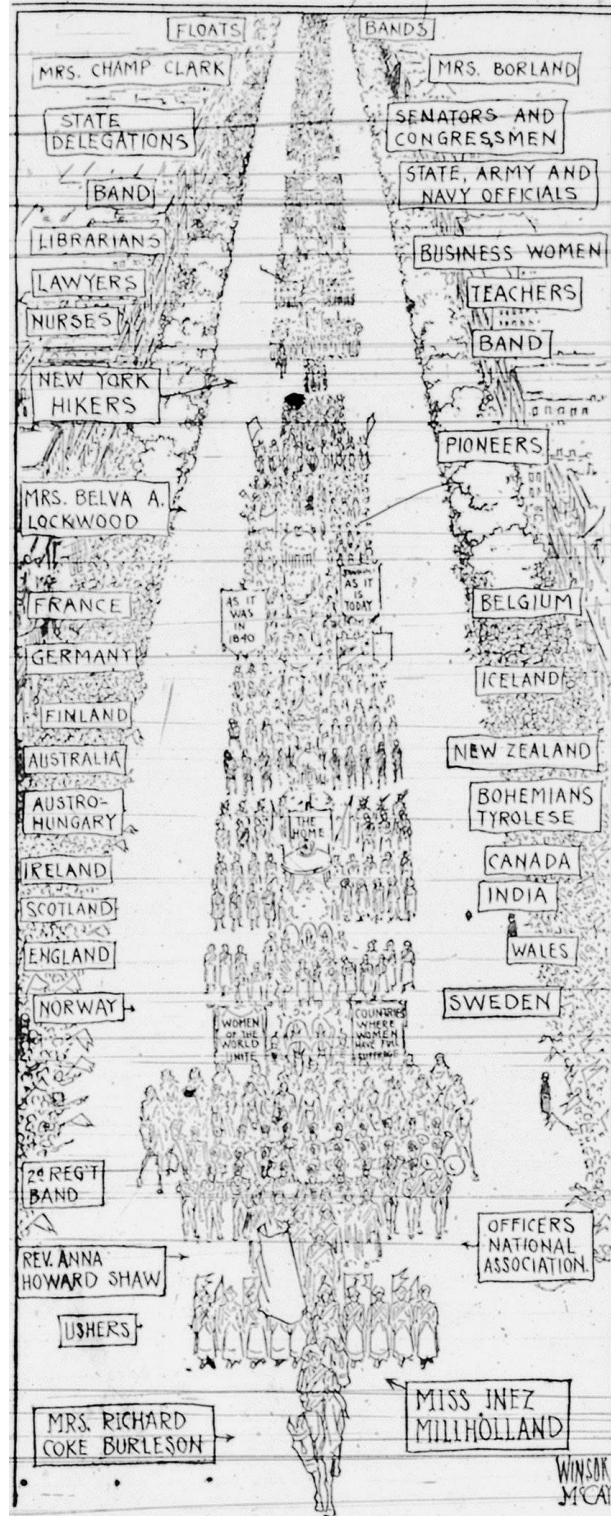 FLOATS
BANDS
MRS. CHAMP CLARK
MRS. BORLAND
STATE
DELEGATIONS
SENATORS AND
CONGRESSMEN
STATE, ARMY AND
NAVY OFFICIALS
BAND
LIBRARIANS
BUSINESS WOMEN
LAWYERS
TEACHERS
NURSES
BAND
NEW YORK
HIKERS
PIONEERS
MRS. BELVA A.
LOCKWOOD
AS IT
IS
TODAY
AS IT
WAS
IN
1840
FRANCE
BELGIUM
GERMANY
ICELAND
FINLAND
AUSTRALIA
NEW ZEALAND
AUSTRO-
HUNGARY
BOHEMIANS
TYROLESE
THE
HOME
IRELAND
CANADA
SCOTLAND
INDIA
ENGLAND
WALES
NORWAY
SWEDEN
WOMEN
OF THE
WORLD
UNITE
COUNTRIES
WHERE
WOMEN
HAVE FULL
SUFFRAGE
2d REG'T
BAND
OFFICERS
NATIONAL
ASSOCIATION.
REV. ANNA
HOWARD SHAW
USHERS
MISS INEZ
MILLHOLLAND
MRS. RICHARD
COKE BURLESON
WINSOR
McCAY